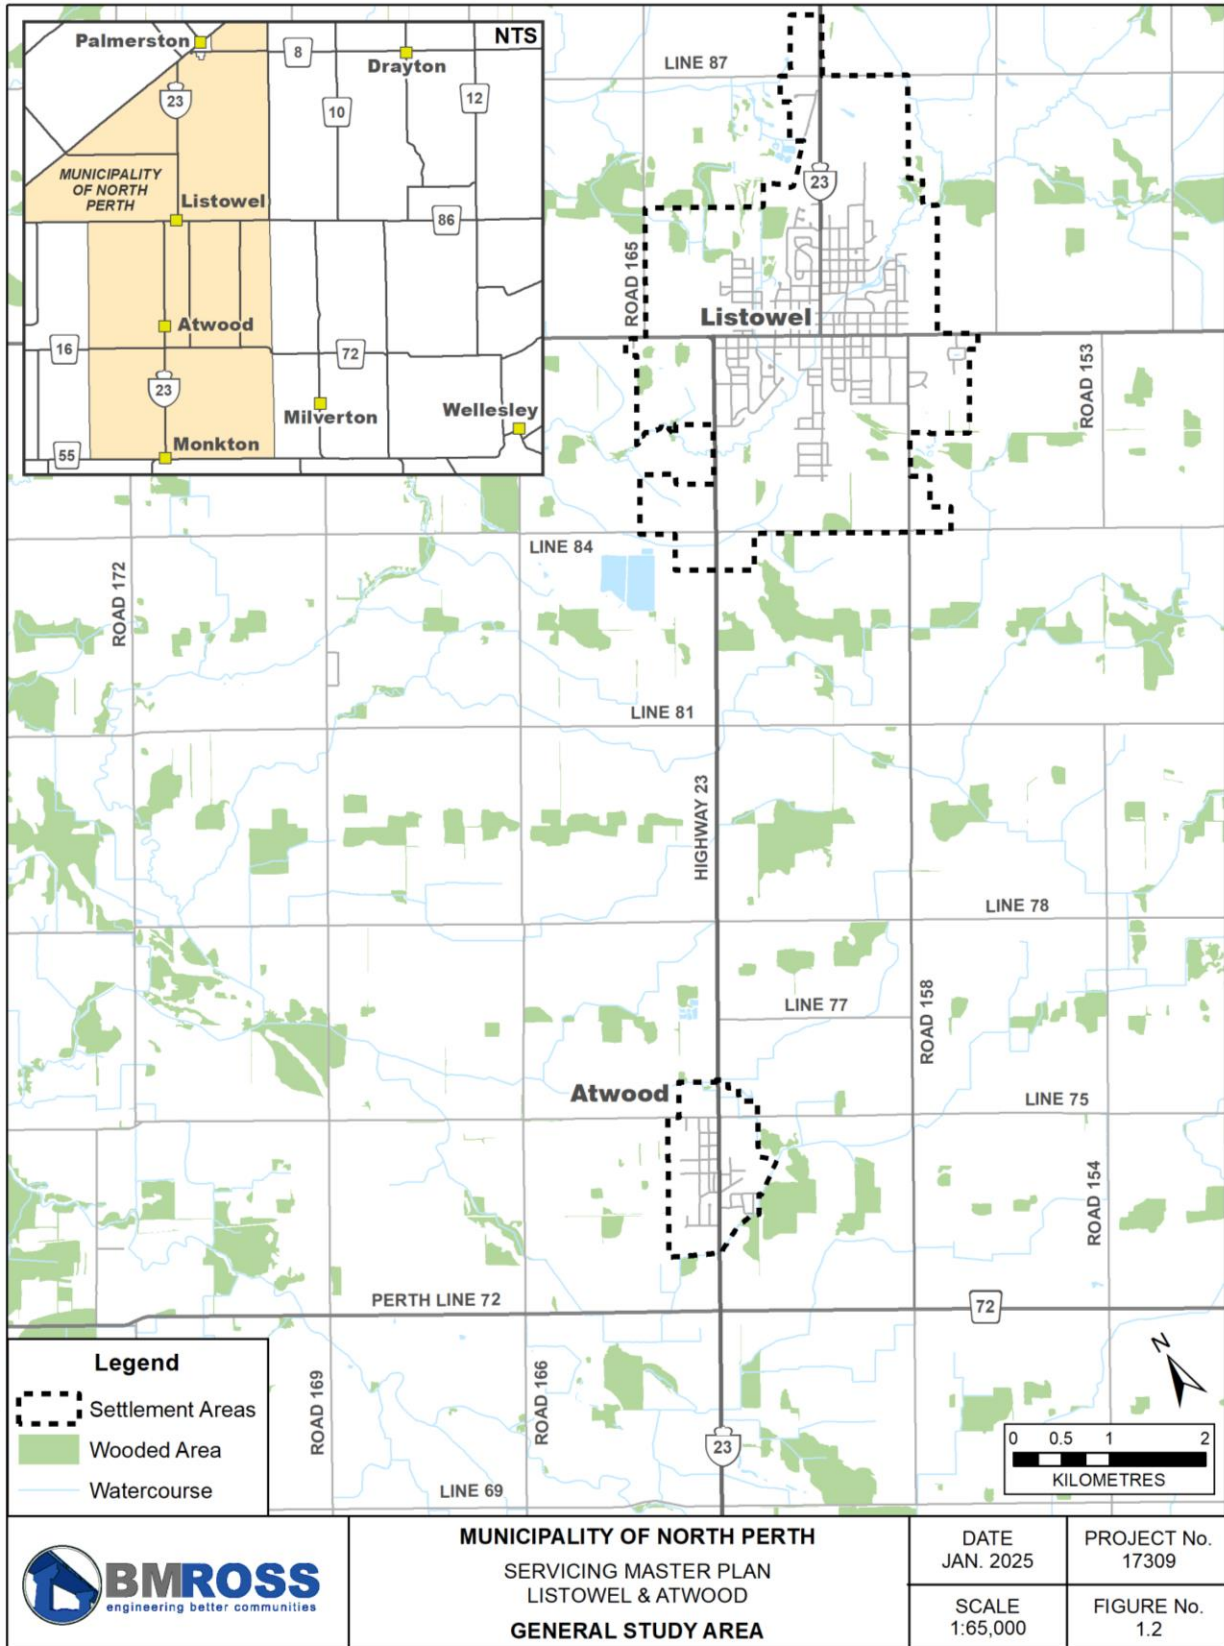 NTS
Palmerston
8
Drayton
23
10
12
MUNICIPALITY
OF NORTH
PERTH
Listowel
86
Atwood
16
72
23
Milverton
Wellesley
Monkton
55
LINE 87
23
ROAD 165
Listowel
ROAD 153
LINE 84
ROAD 172
LINE 81
HIGHWAY 23
LINE 78
LINE 77
ROAD 158
Atwood
LINE 75
ROAD 154
PERTH LINE 72
72
ROAD 169
ROAD 166
23
LINE 69
Legend
Settlement Areas
Wooded Area
Watercourse
N
0 0.5 1 2
KILOMETRES
BMROSS
engineering better communities
MUNICIPALITY OF NORTH PERTH
SERVICING MASTER PLAN
LISTOWEL & ATWOOD
GENERAL STUDY AREA
DATE
JAN. 2025
PROJECT No.
17309
SCALE
1:65,000
FIGURE No.
1.2